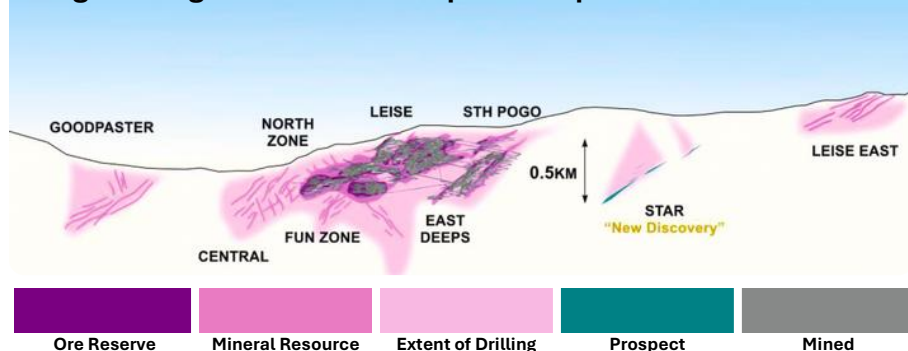 GOODPASTER
NORTH
ZONE
LEISE
STH POGO
LEISE EAST
0.5KM
STAR
"New Discovery"
EAST
DEEPS
FUN ZONE
CENTRAL
Ore Reserve
Mineral Resource
Extent of Drilling
Prospect
Mined